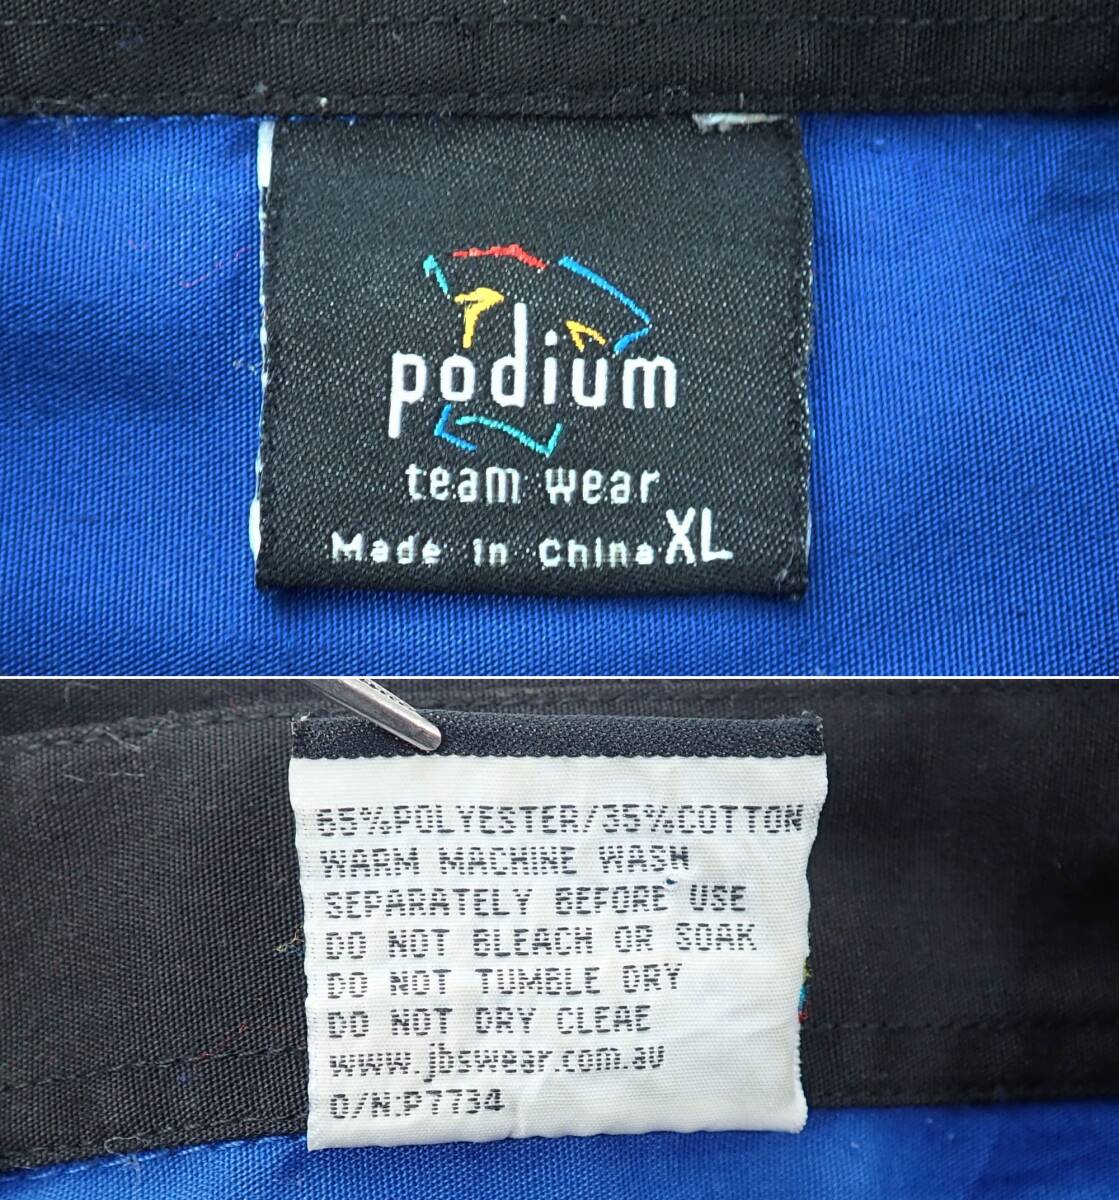 podium
team wear
Made in China XL
65%POLYESTER/35%COTTON
WARM MACHINE WASH
SEPARATELY BEFORE USE
DO NOT BLEACH OR SOAK
DO NOT TUMBLE DRY
DO NOT DRY CLEAE
www.jbswear.com.au
O/N:P7734